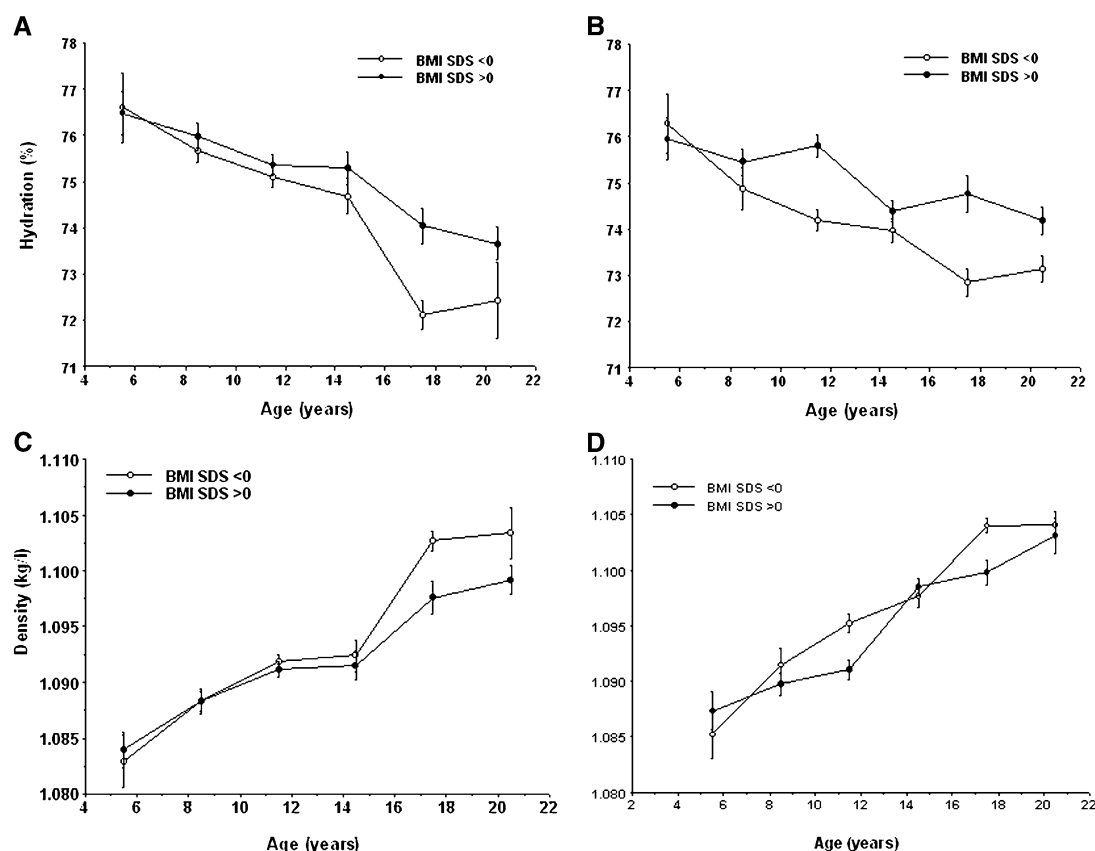 A
BMI SDS <0
BMI SDS >0
78
77
76
75
74
73
72
71
Hydration (%)
4 6 8 10 12 14 16 18 20 22
Age (years)
B
BMI SDS <0
BMI SDS >0
78
77
76
75
74
73
72
71
4 6 8 10 12 14 16 18 20 22
Age (years)
C
BMI SDS <0
BMI SDS >0
1.110
1.105
1.100
1.095
1.090
1.085
1.080
Density (kg/l)
4 6 8 10 12 14 16 18 20 22
Age (years)
D
BMI SDS <0
BMI SDS >0
1.110
1.105
1.100
1.095
1.090
1.085
1.080
2 4 6 8 10 12 14 16 18 20 22
Age (years)